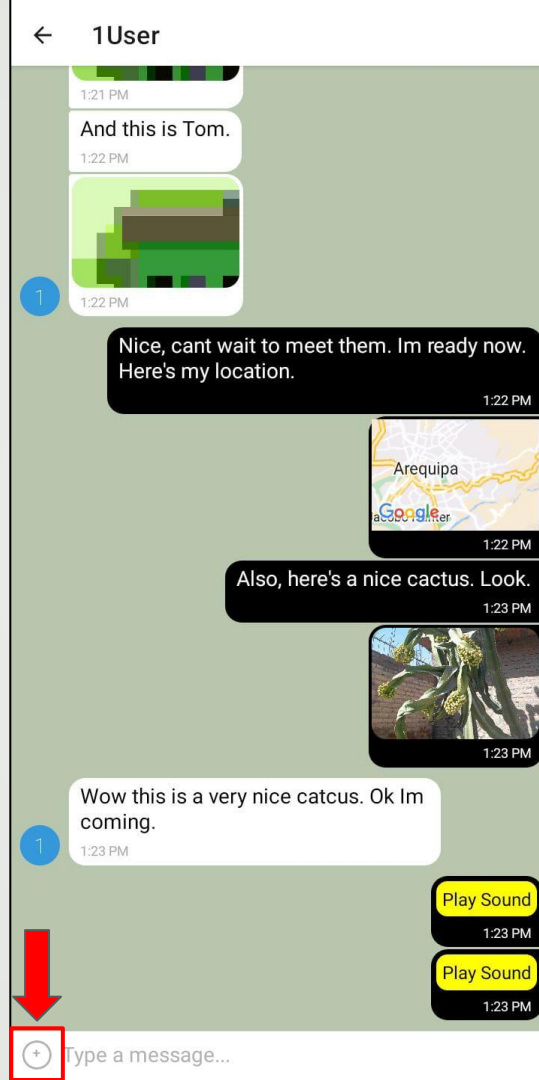 1User
1:21 PM
And this is Tom.
1:22 PM
1
1:22 PM
Nice, cant wait to meet them. Im ready now.
Here's my location.
1:22 PM
Arequipa
Google
1:22 PM
Also, here's a nice cactus. Look.
1:23 PM
1:23 PM
Wow this is a very nice catcus. Ok Im
coming.
1
1:23 PM
Play Sound
1:23 PM
Play Sound
1:23 PM
Type a message...